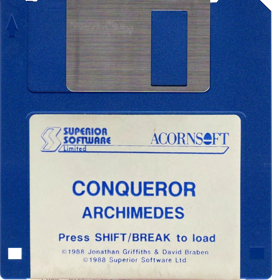 SUPERIOR SOFTWARE Limited
ACORNSOFT
CONQUEROR
ARCHIMEDES
Press SHIFT/BREAK to load
©1988 Jonathan Griffiths & David Braben
©1988 Superior Software Ltd